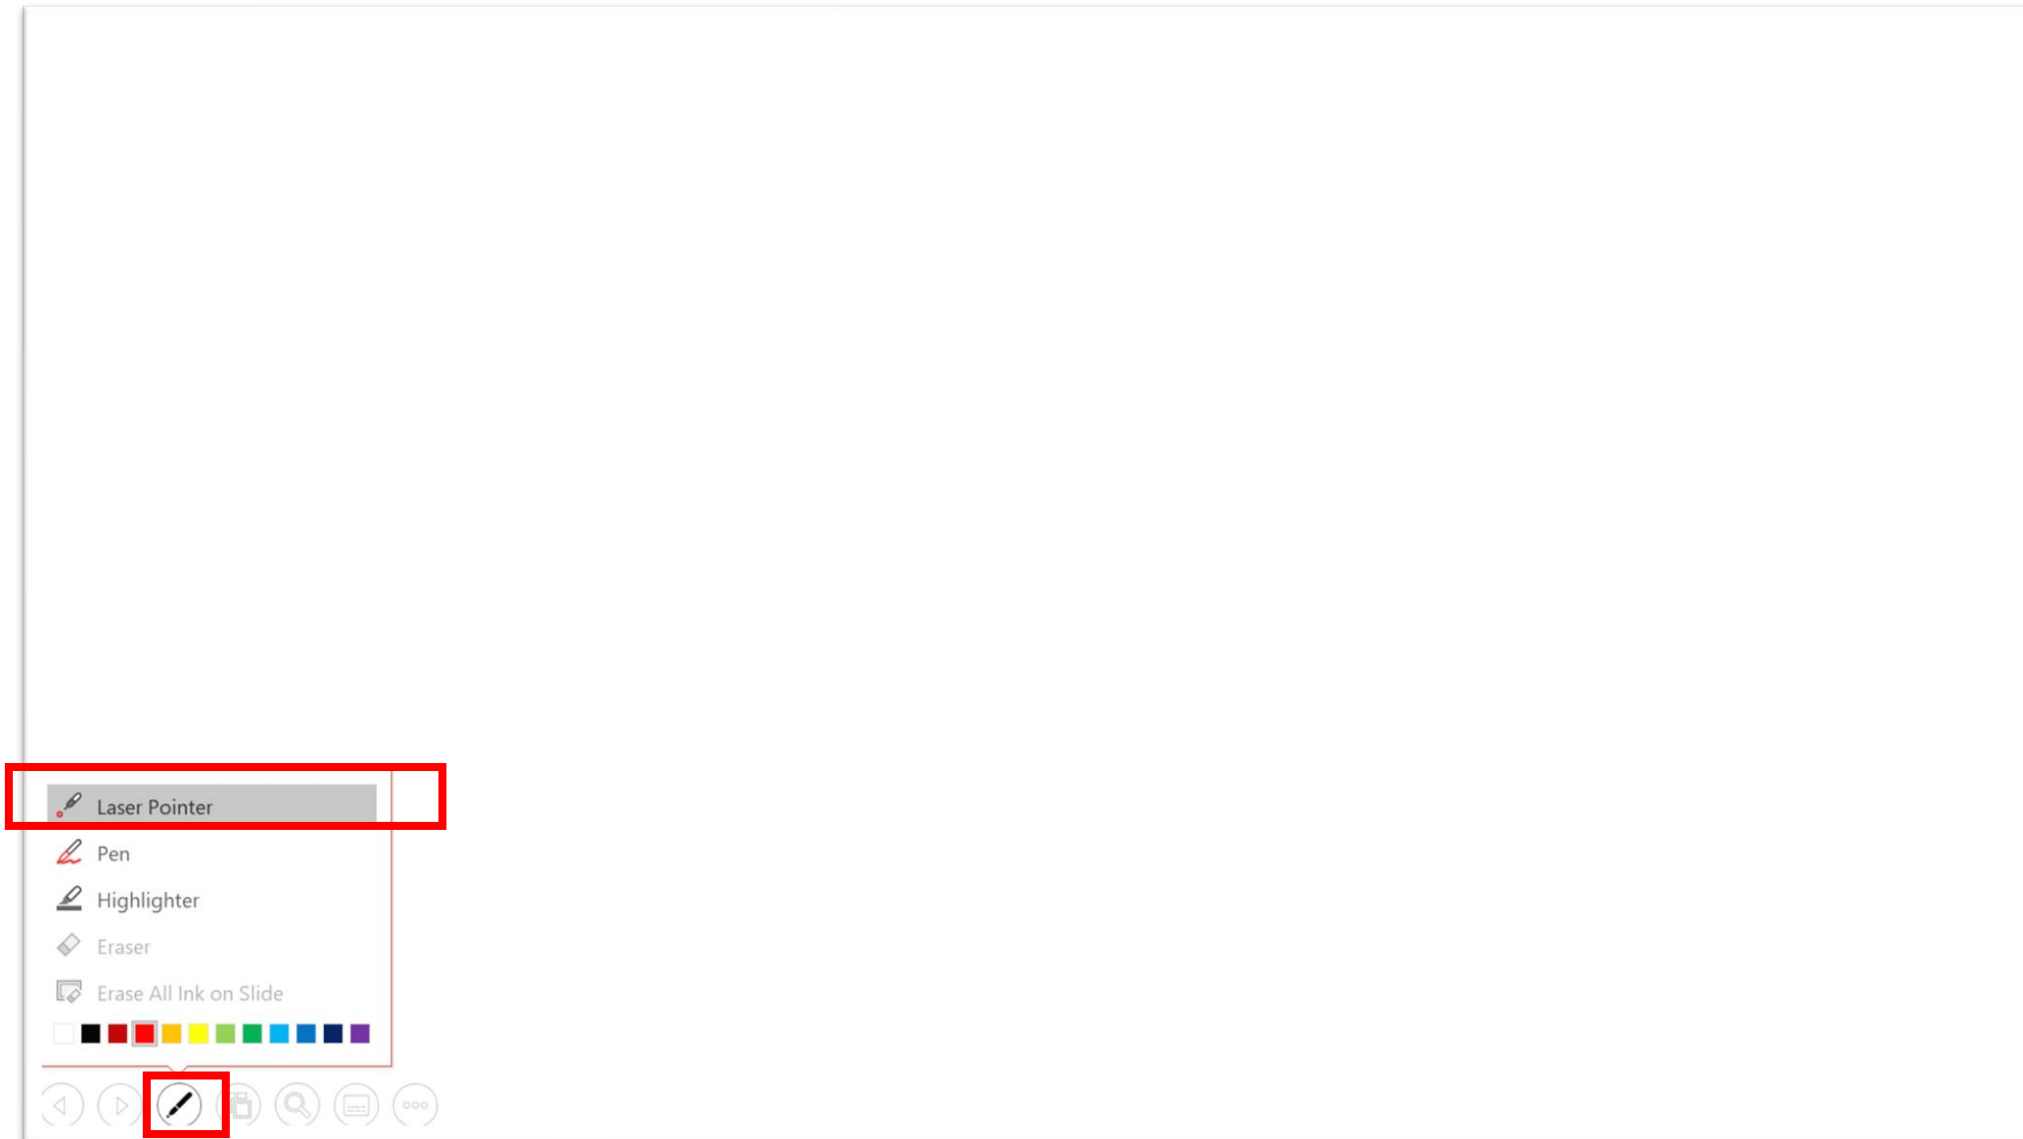 Laser Pointer
Pen
Highlighter
Eraser
Erase All Ink on Slide